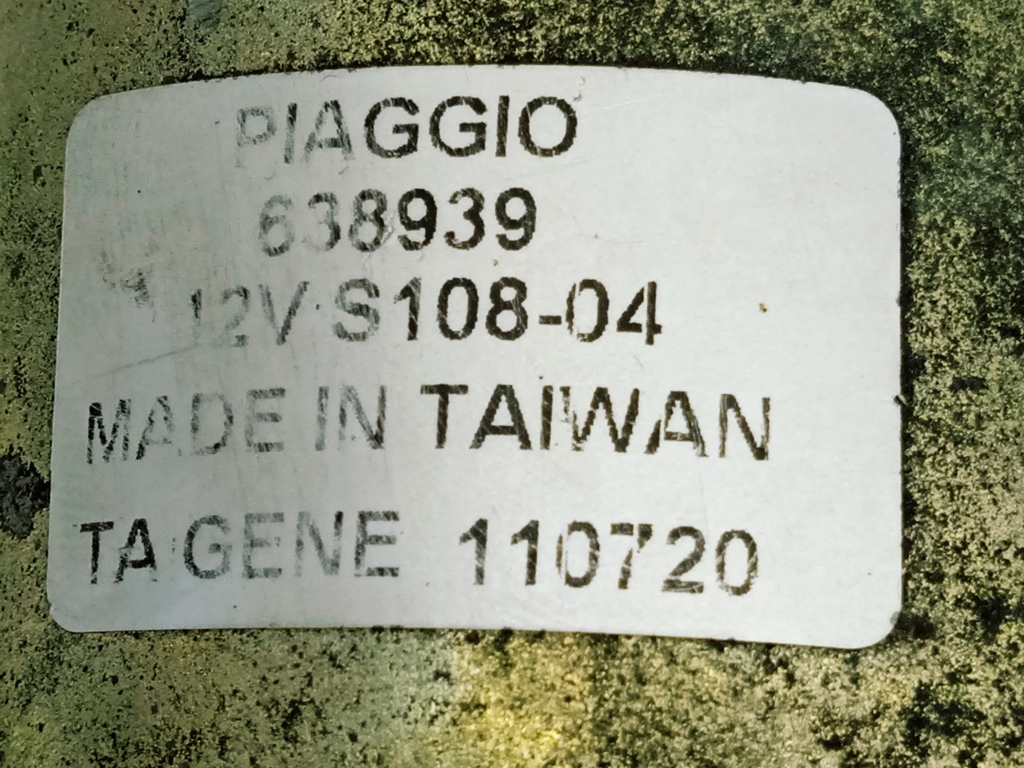 PIAGGIO
638939
12V S108-04
MADE IN TAIWAN
TA GENE 110720